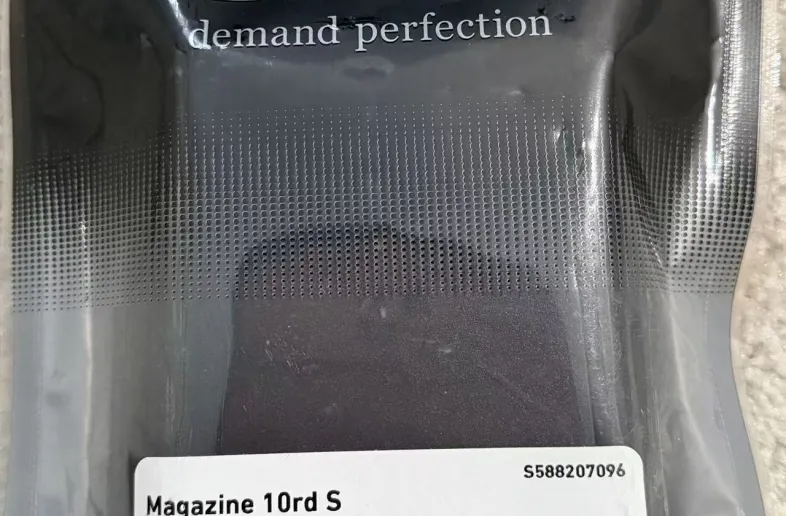 demand perfection
S588207096
Magazine 10rd S